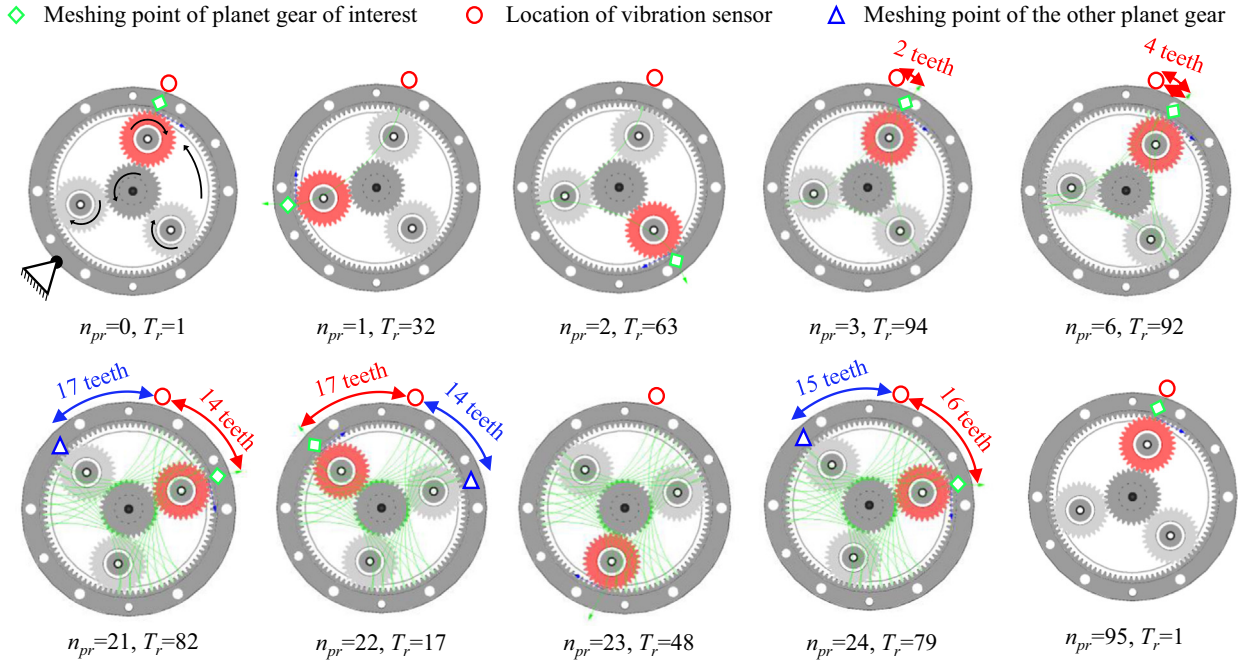 Meshing point of planet gear of interest Location of vibration sensor Meshing point of the other planet gear
2 teeth
4 teeth
n_pr=0, T_r=1
n_pr=1, T_r=32
n_pr=2, T_r=63
n_pr=3, T_r=94
n_pr=6, T_r=92
17 teeth
14 teeth
17 teeth
14 teeth
15 teeth
16 teeth
n_pr=21, T_r=82
n_pr=22, T_r=17
n_pr=23, T_r=48
n_pr=24, T_r=79
n_pr=95, T_r=1